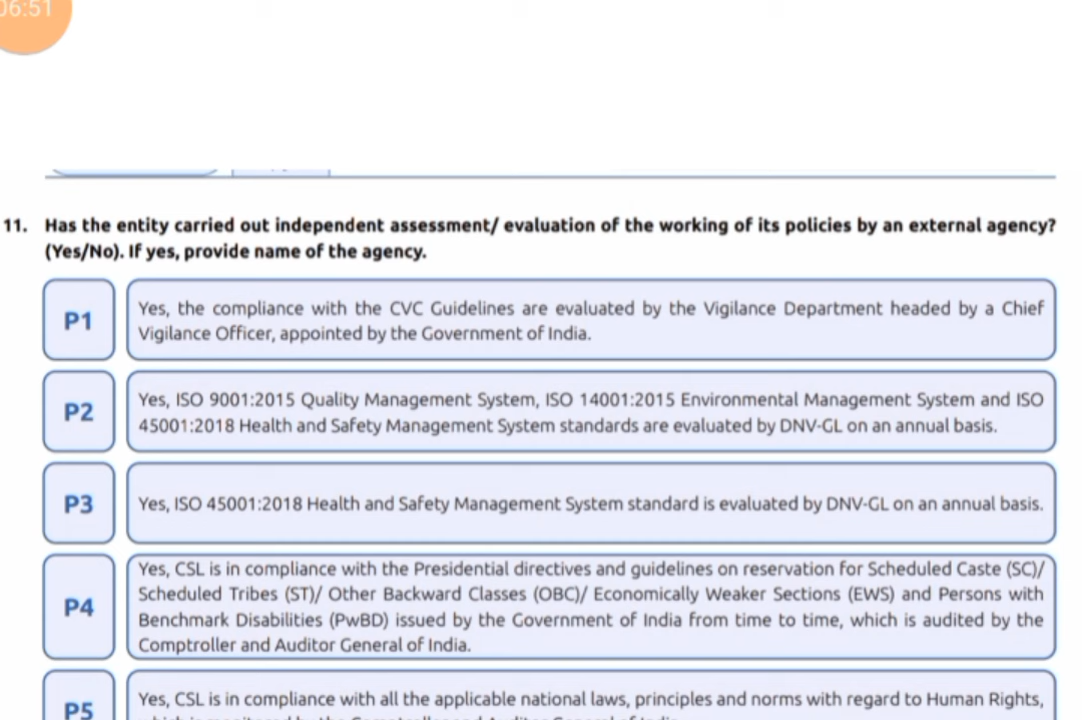 06:51
11. Has the entity carried out independent assessment/ evaluation of the working of its policies by an external agency?
(Yes/No). If yes, provide name of the agency.
P1
Yes, the compliance with the CVC Guidelines are evaluated by the Vigilance Department headed by a Chief
Vigilance Officer, appointed by the Government of India.
P2
Yes, ISO 9001:2015 Quality Management System, ISO 14001:2015 Environmental Management System and ISO
45001:2018 Health and Safety Management System standards are evaluated by DNV-GL on an annual basis.
P3
Yes, ISO 45001:2018 Health and Safety Management System standard is evaluated by DNV-GL on an annual basis.
P4
Yes, CSL is in compliance with the Presidential directives and guidelines on reservation for Scheduled Caste (SC)/
Scheduled Tribes (ST)/ Other Backward Classes (OBC)/ Economically Weaker Sections (EWS) and Persons with
Benchmark Disabilities (PwBD) issued by the Government of India from time to time, which is audited by the
Comptroller and Auditor General of India.
P5
Yes, CSL is in compliance with all the applicable national laws, principles and norms with regard to Human Rights,